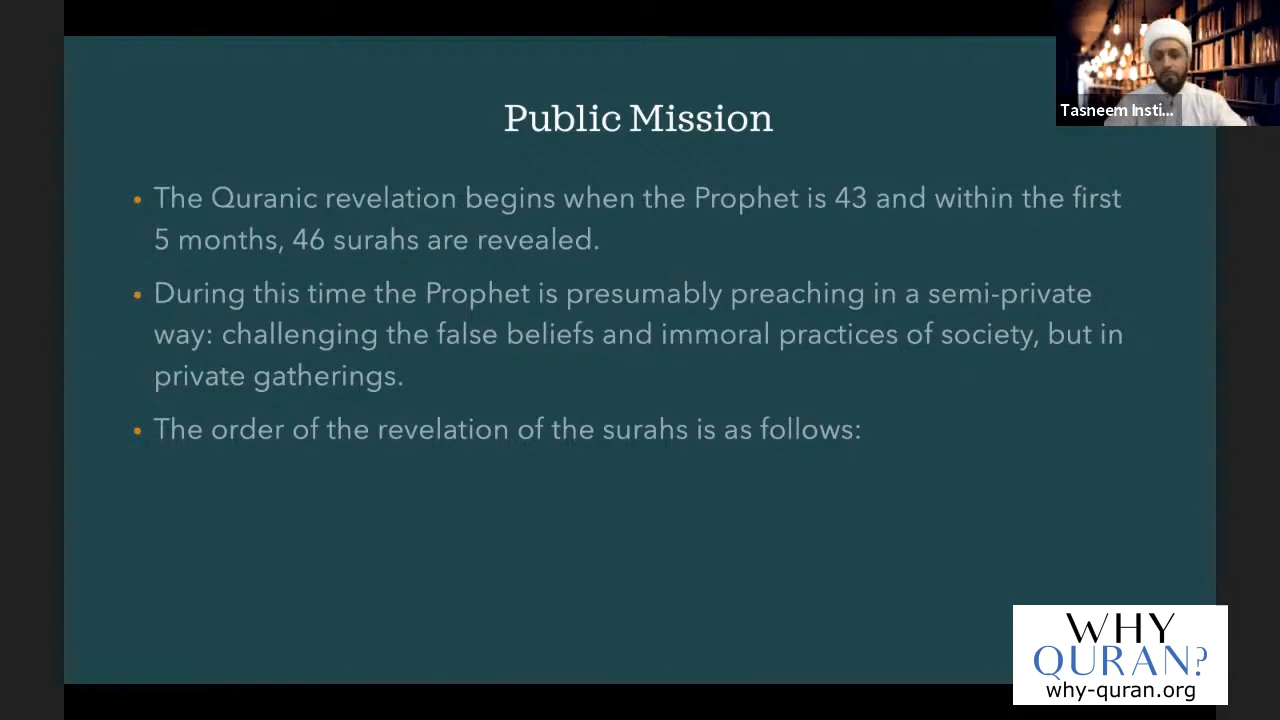 Public Mission
Tasneem Insti...
• The Quranic revelation begins when the Prophet is 43 and within the first
5 months, 46 surahs are revealed.
• During this time the Prophet is presumably preaching in a semi-private
way: challenging the false beliefs and immoral practices of society, but in
private gatherings.
• The order of the revelation of the surahs is as follows:
WHY
QURAN?
why-quran.org